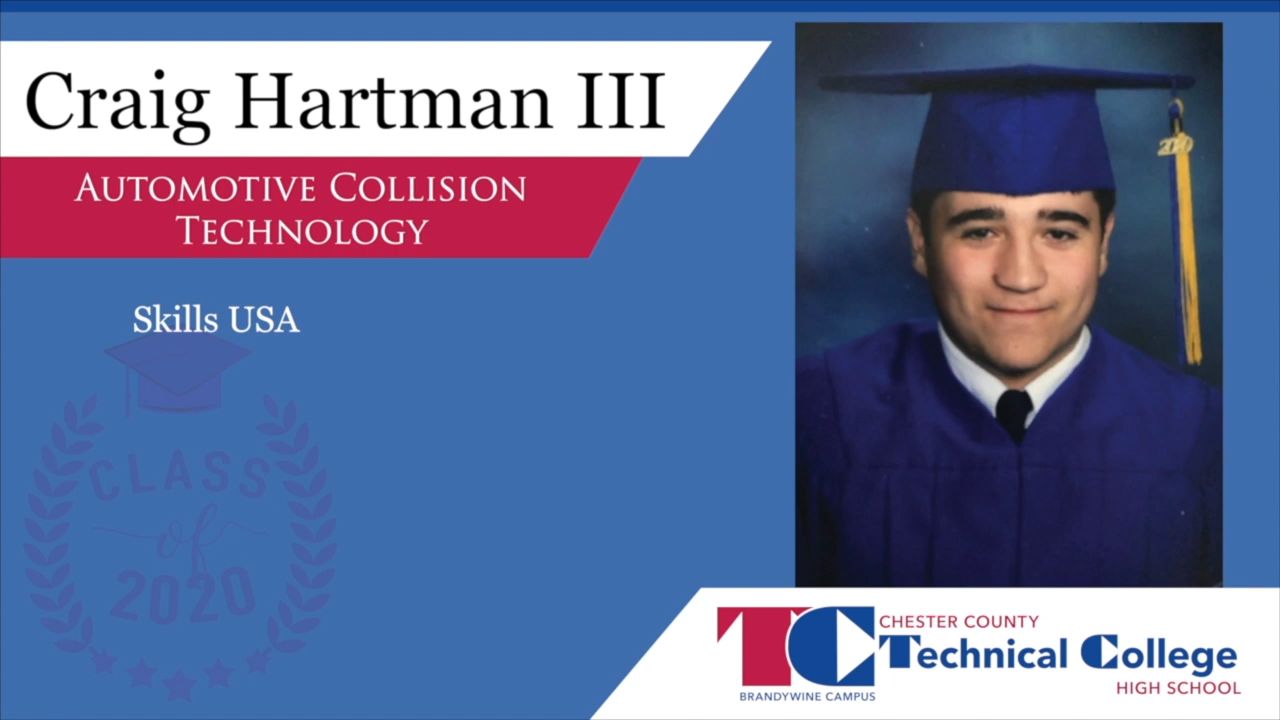 Craig Hartman III
Automotive Collision
Technology
Skills USA
CLASS
of
2020
2020
TC
CHESTER COUNTY
Technical College
HIGH SCHOOL
BRANDYWINE CAMPUS